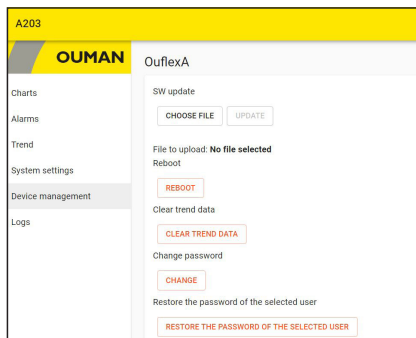 A203
OUMAN
Charts
Alarms
Trend
System settings
Device management
Logs
OuflexA
SW update
CHOOSE FILE UPDATE
File to upload: No file selected
Reboot
REBOOT
Clear trend data
CLEAR TREND DATA
Change password
CHANGE
Restore the password of the selected user
RESTORE THE PASSWORD OF THE SELECTED USER